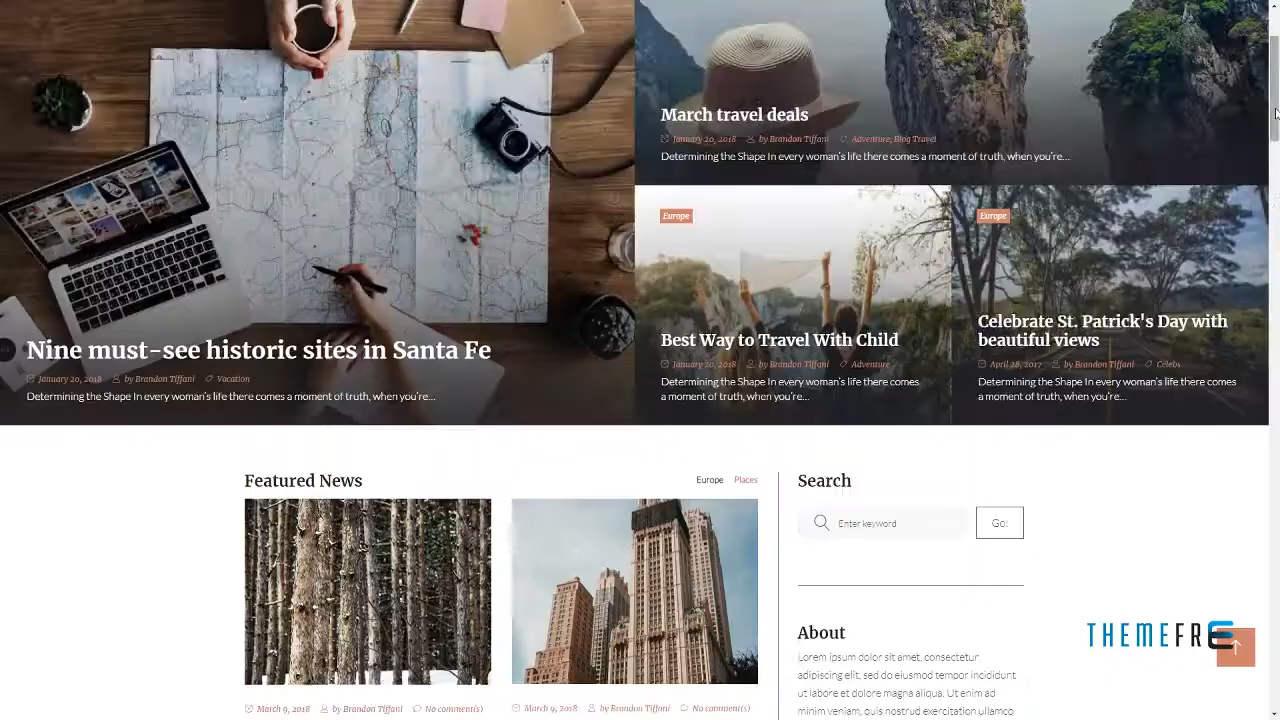 March travel deals
January 20, 2018 by Brandon Tiffani Adventure, Blog Travel
Determining the Shape In every woman's life there comes a moment of truth, when you're...
Nine must-see historic sites in Santa Fe
January 20, 2018 by Brandon Tiffani Vacation
Determining the Shape In every woman's life there comes a moment of truth, when you're...
Europe
Best Way to Travel With Child
January 20, 2018 by Brandon Tiffani Adventure
Determining the Shape In every woman's life there comes
a moment of truth, when you're...
Europe
Celebrate St. Patrick's Day with
beautiful views
April 28, 2017 by Brandon Tiffani Celebs
Determining the Shape In every woman's life there comes
a moment of truth, when you're...
Featured News
Europe Places
March 9, 2018 by Brandon Tiffani No comment(s)
March 9, 2018 by Brandon Tiffani No comment(s)
Search
Enter keyword
Go!
About
Lorem ipsum dolor sit amet, consectetur
adipiscing elit, sed do eiusmod tempor incididunt
ut labore et dolore magna aliqua. Ut enim ad
minim veniam, quis nostrud exercitation ullamco
THEMEFRE